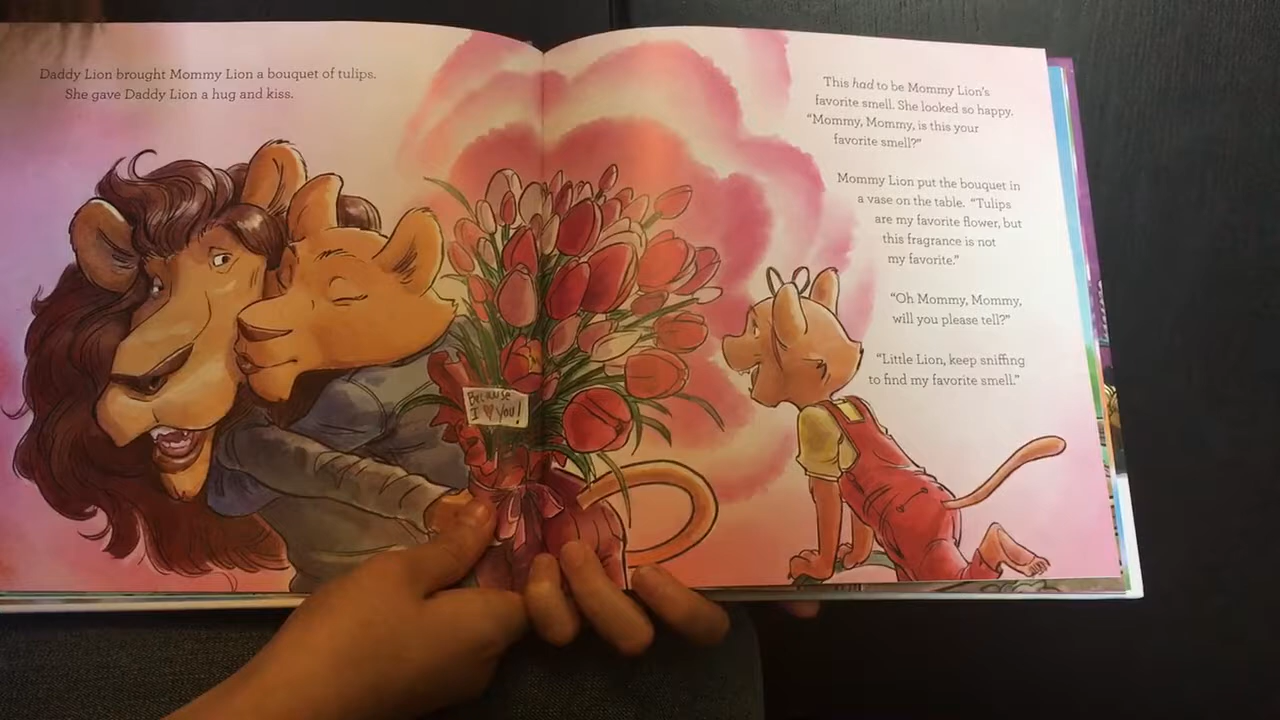 Daddy Lion brought Mommy Lion a bouquet of tulips.
She gave Daddy Lion a hug and kiss.
Because
I ♥ You!
This had to be Mommy Lion's
favorite smell. She looked so happy.
“Mommy, Mommy, is this your
favorite smell?”
Mommy Lion put the bouquet in
a vase on the table. “Tulips
are my favorite flower, but
this fragrance is not
my favorite.”
“Oh Mommy, Mommy,
will you please tell?”
“Little Lion, keep sniffing
to find my favorite smell.”